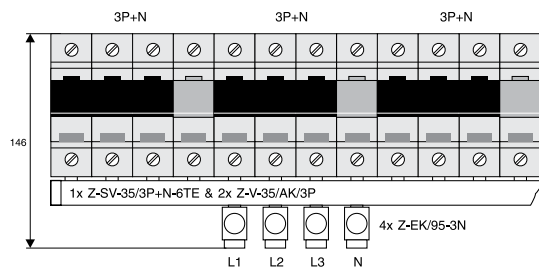 3P+N 3P+N 3P+N
146
1x Z-SV-35/3P+N-6TE & 2x Z-V-35/AK/3P
4x Z-EK/95-3N
L1 L2 L3 N